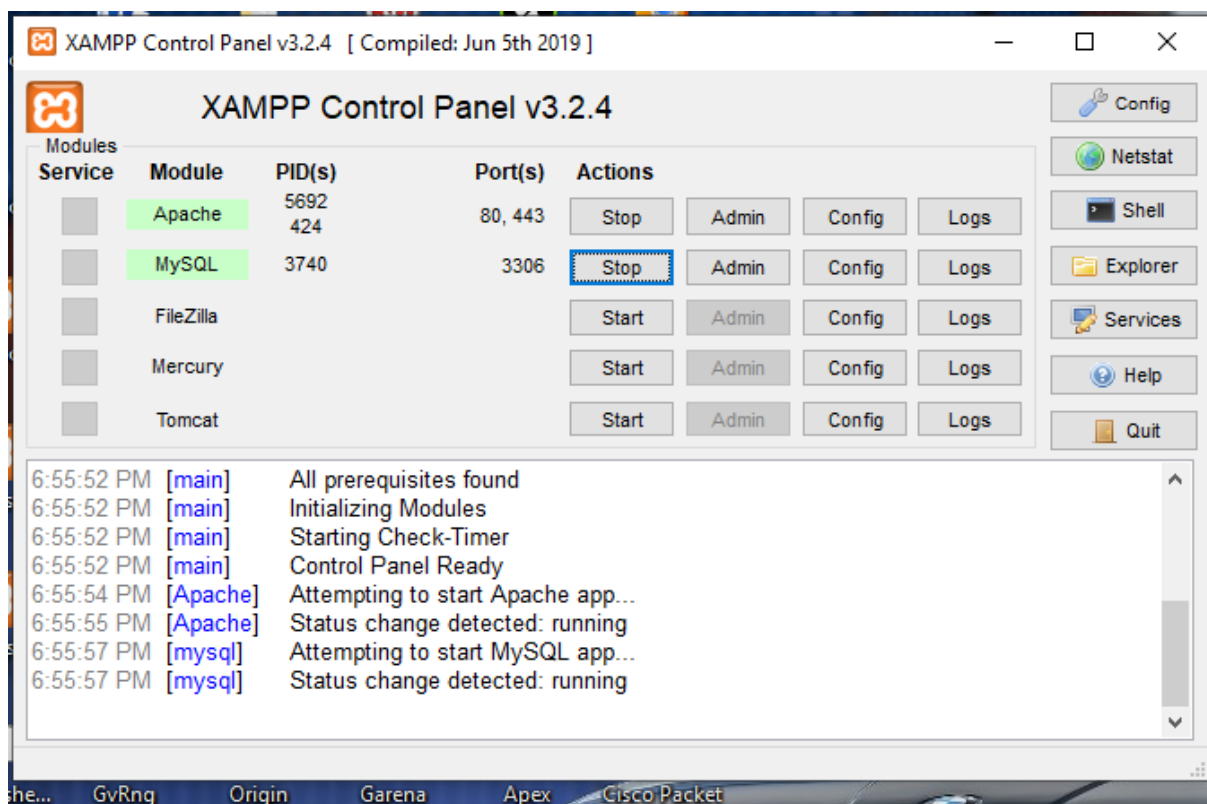 XAMPP Control Panel v3.2.4 [ Compiled: Jun 5th 2019 ]
XAMPP Control Panel v3.2.4
Config
Modules
Netstat
Service Module PID(s) Port(s) Actions
Apache 5692 424 80, 443 Stop Admin Config Logs
Shell
MySQL 3740 3306 Stop Admin Config Logs
Explorer
FileZilla Start Admin Config Logs
Services
Mercury Start Admin Config Logs
Help
Tomcat Start Admin Config Logs
Quit
6:55:52 PM [main] All prerequisites found
6:55:52 PM [main] Initializing Modules
6:55:52 PM [main] Starting Check-Timer
6:55:52 PM [main] Control Panel Ready
6:55:54 PM [Apache] Attempting to start Apache app...
6:55:55 PM [Apache] Status change detected: running
6:55:57 PM [mysql] Attempting to start MySQL app...
6:55:57 PM [mysql] Status change detected: running
she... GvRng Origin Garena Apex Cisco Packet